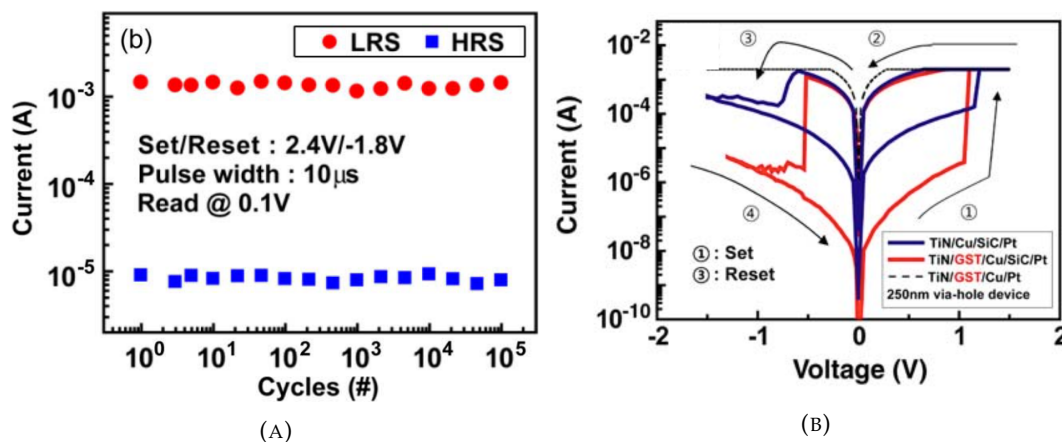 (b)
LRS HRS
Current (A)
10⁻³
10⁻⁴
10⁻⁵
Set/Reset : 2.4V/-1.8V
Pulse width : 10μs
Read @ 0.1V
10⁰ 10¹ 10² 10³ 10⁴ 10⁵
Cycles (#)
(A)
Current (A)
10⁻²
10⁻⁴
10⁻⁶
10⁻⁸
10⁻¹⁰
③ ②
④ ①
①: Set
③: Reset
TiN/Cu/SiC/Pt
TiN/GST/Cu/SiC/Pt
TiN/GST/Cu/Pt
250nm via-hole device
-2 -1 0 1 2
Voltage (V)
(B)